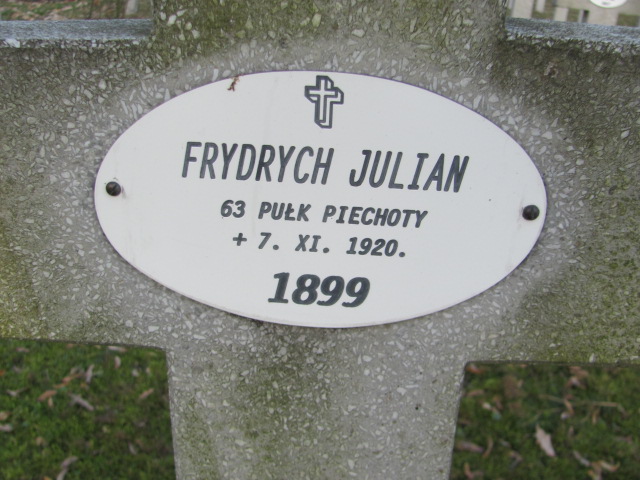 FRYDRYCH JULIAN
63 PUŁK PIECHOTY
+ 7. XI. 1920.
1899